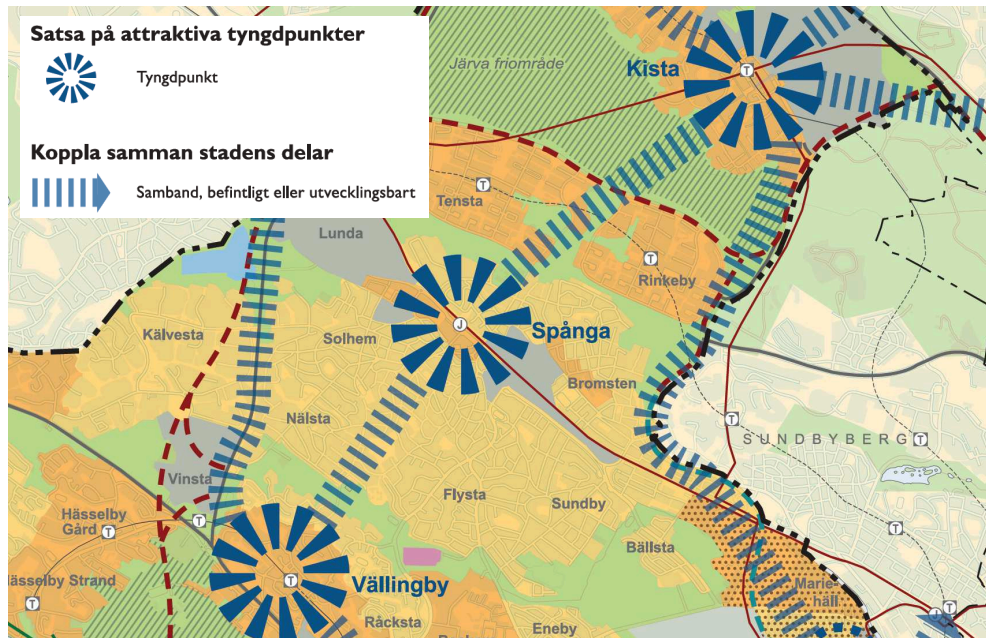 Satsa på attraktiva tyngdpunkter
Tyngdpunkt
Koppla samman stadens delar
Samband, befintligt eller utvecklingsbart
Järva friområde
Kista
T
Tensta
T
Lunda
Rinkeby
T
Kälvesta
Solhem
J
Spånga
Bromsten
Nälsta
T
SUNDBYBERG
T
Vinsta
Flysta
Sundby
Hässelby
Gård
T
T
Bällsta
T
Hässelby Strand
T
Vällingby
T
Marie-
häll
J
T
Råcksta
Eneby